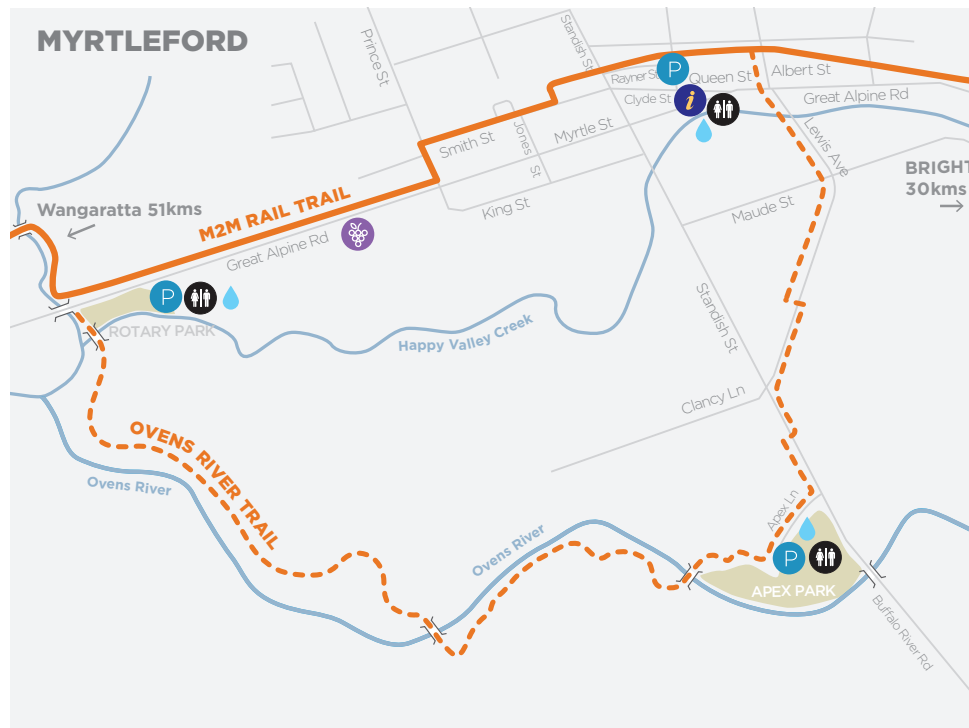 MYRTLEFORD
Prince St
Standish St
Rayner St
P
Queen St
Albert St
Clyde St
i
Great Alpine Rd
Smith St
Jones St
Myrtle St
Lewis Ave
BRIGHT
30kms
King St
Maude St
Wangaratta 51kms
M2M RAIL TRAIL
Great Alpine Rd
P
ROTARY PARK
Happy Valley Creek
Standish St
Clancy Ln
OVENS RIVER TRAIL
Ovens River
Ovens River
Apex Ln
P
APEX PARK
Buffalo River Rd